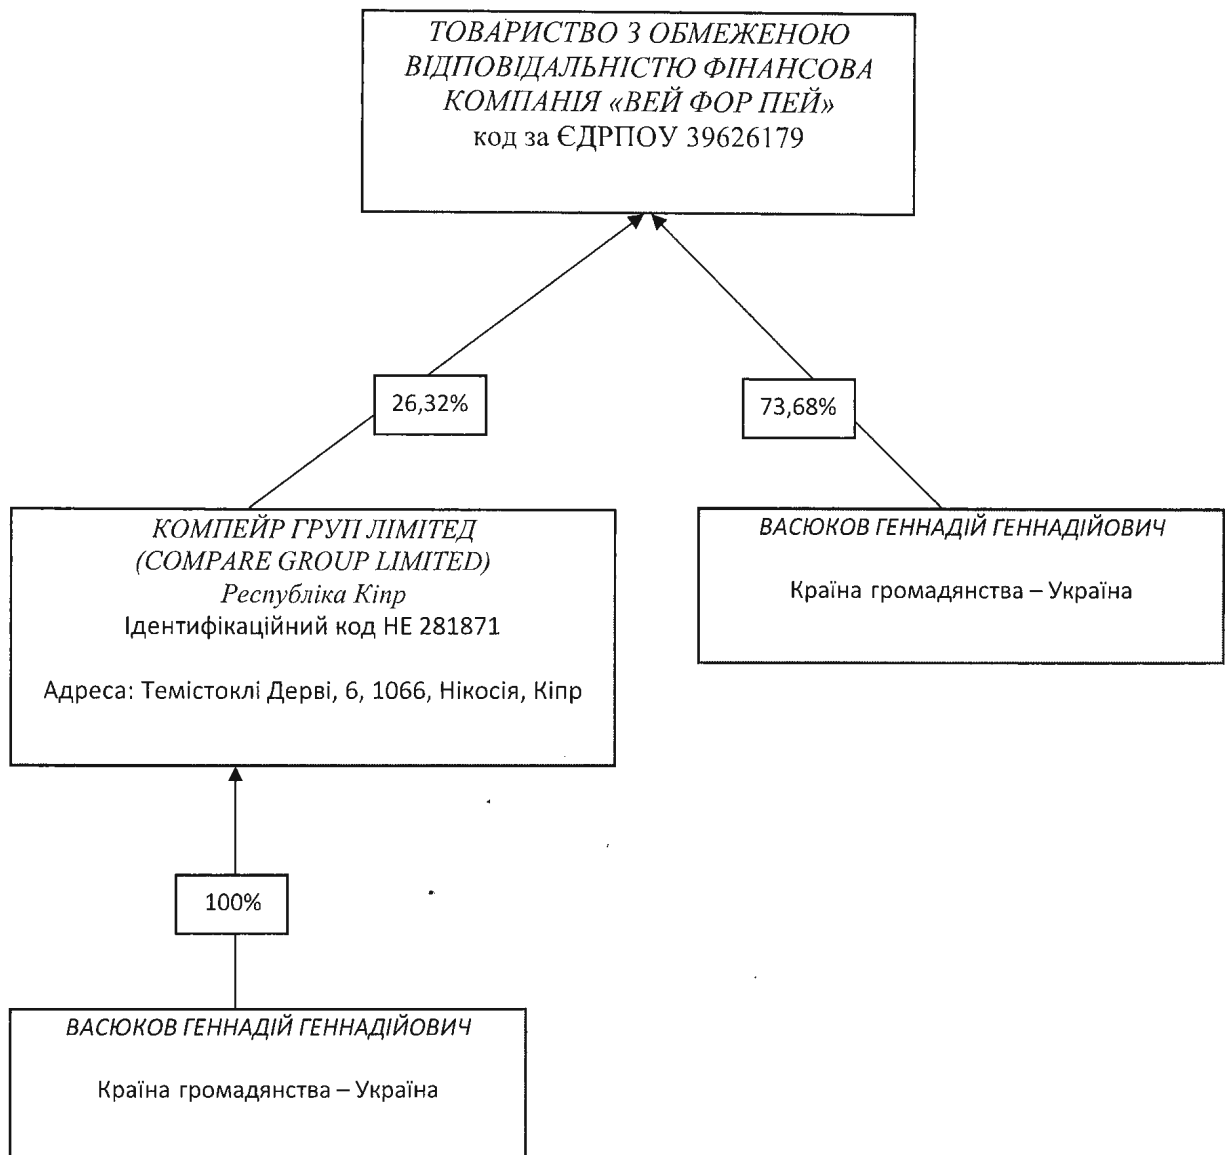 ТОВАРИСТВО З ОБМЕЖЕНОЮ
ВІДПОВІДАЛЬНІСТЮ ФІНАНСОВА
КОМПАНІЯ «ВЕЙ ФОР ПЕЙ»
код за ЄДРПОУ 39626179
26,32%
73,68%
КОМПЕЙР ГРУП ЛІМІТЕД
(COMPARE GROUP LIMITED)
Республіка Кіпр
Ідентифікаційний код НЕ 281871
Адреса: Темістоклі Дерві, 6, 1066, Нікосія, Кіпр
ВАСЮКОВ ГЕННАДІЙ ГЕННАДІЙОВИЧ
Країна громадянства – Україна
100%
ВАСЮКОВ ГЕННАДІЙ ГЕННАДІЙОВИЧ
Країна громадянства – Україна